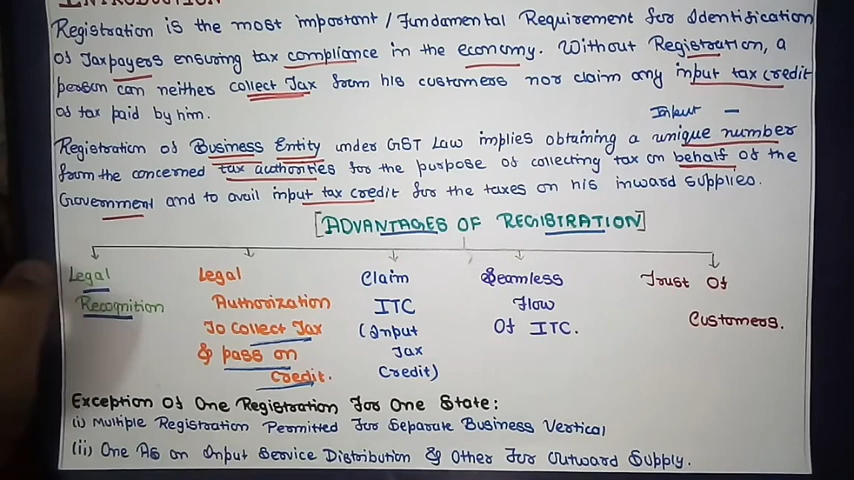 INTRODUCTION
Registration is the most important / Fundamental Requirement for Identification
of Taxpayers ensuring tax compliance in the economy. Without Registration, a
person can neither collect Tax from his customers nor claim any input tax credit
of tax paid by him.
Input –
Registration of Business Entity under GST Law implies obtaining a unique number
from the concerned tax authorities for the purpose of collecting tax on behalf of the
Government and to avail input tax credit for the taxes on his inward supplies.
[ADVANTAGES OF REGISTRATION]
Legal
Recognition
Legal
Authorization
To Collect Tax
& pass on
Credit.
Claim
ITC
(Input
Tax
Credit)
Seamless
Flow
Of ITC.
Trust Of
Customers.
Exception Of One Registration For One State:
(i) Multiple Registration Permitted For Separate Business Vertical
(ii) One As an Input Service Distribution & Other For Outward Supply.